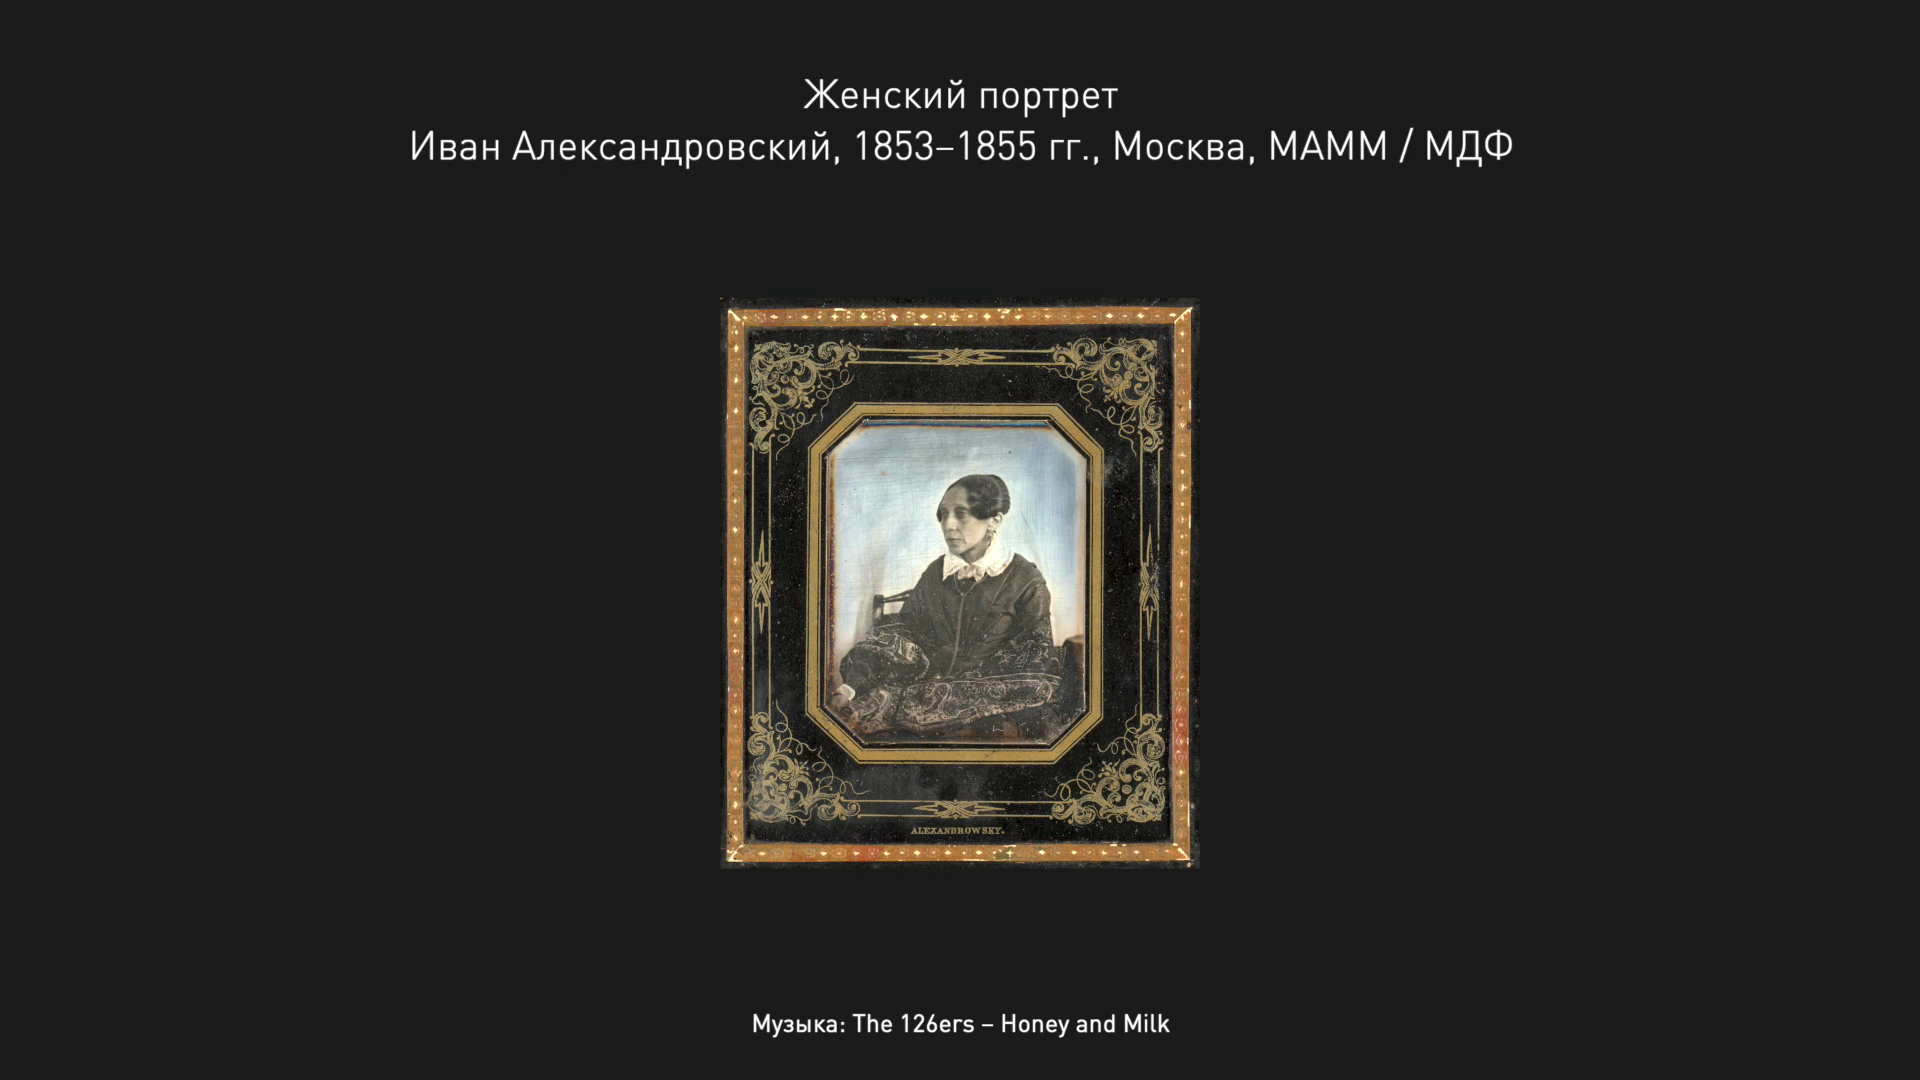 Женский портрет
Иван Александровский, 1853–1855 гг., Москва, МАММ / МДФ
ALEXANDROWSKY.
Музыка: The 126ers – Honey and Milk